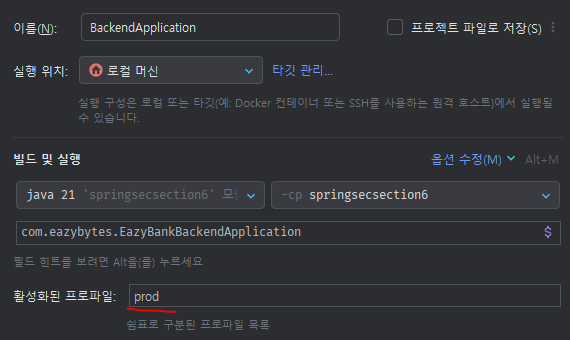 이름(N): BackendApplication 프로젝트 파일로 저장(S)
실행 위치: 로컬 머신 타깃 관리...
실행 구성은 로컬 또는 타깃(예: Docker 컨테이너 또는 SSH를 사용하는 원격 호스트)에서 실행될
수 있습니다.
빌드 및 실행 옵션 수정(M) Alt+M
java 21 'springsecsection6' 모듈 -cp springsecsection6
com.eazybytes.EazyBankBackendApplication $
필드 힌트를 보려면 Alt을(를) 누르세요
활성화된 프로파일: prod
쉼표로 구분된 프로파일 목록